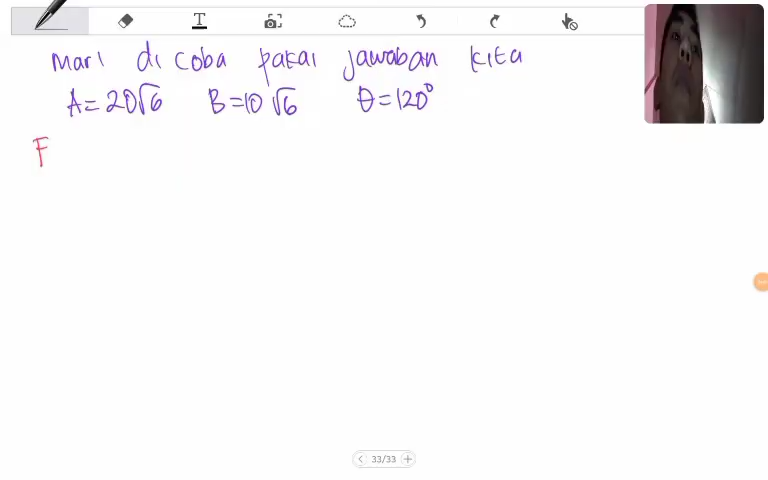 T
Mari di coba pakai jawaban kita
A = 20√6 B = 10√6 θ = 120°
F
33/33